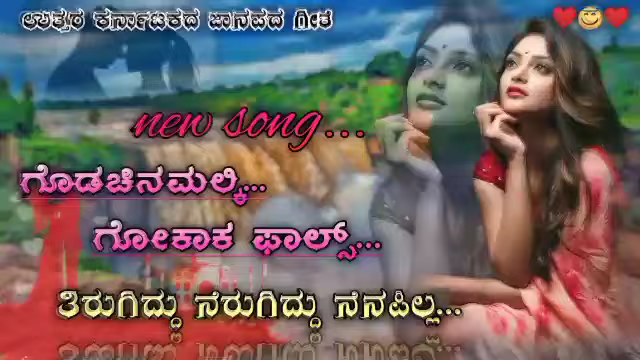 ಉತ್ತರ ಕರ್ನಾಟಕದ ಜಾನಪದ ಗೀತ
new song...
ಗೊಡಚಿನಮಲ್ಕಿ...
ಗೋಕಾಕ ಫಾಲ್ಸ್...
ತಿರುಗಿದ್ದು ನೆರುಗಿದ್ದು ನೆನಪಿಲ್ಲ...